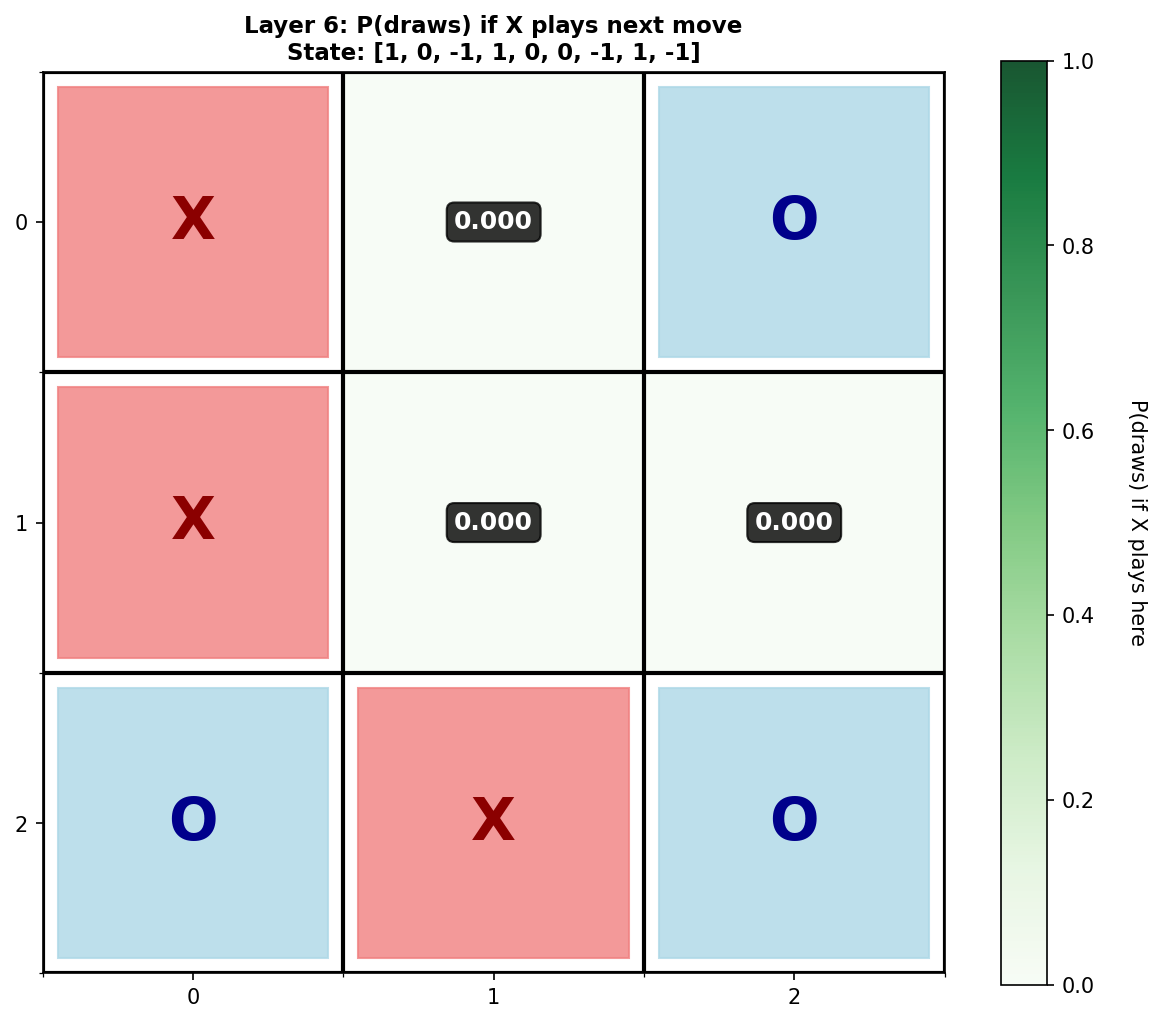 Layer 6: P(draws) if X plays next move
State: [1, 0, -1, 1, 0, 0, -1, 1, -1]
0
X
0.000
O
1
X
0.000
0.000
2
O
X
O
0
1
2
1.0
0.8
0.6
0.4
0.2
0.0
P(draws) if X plays here